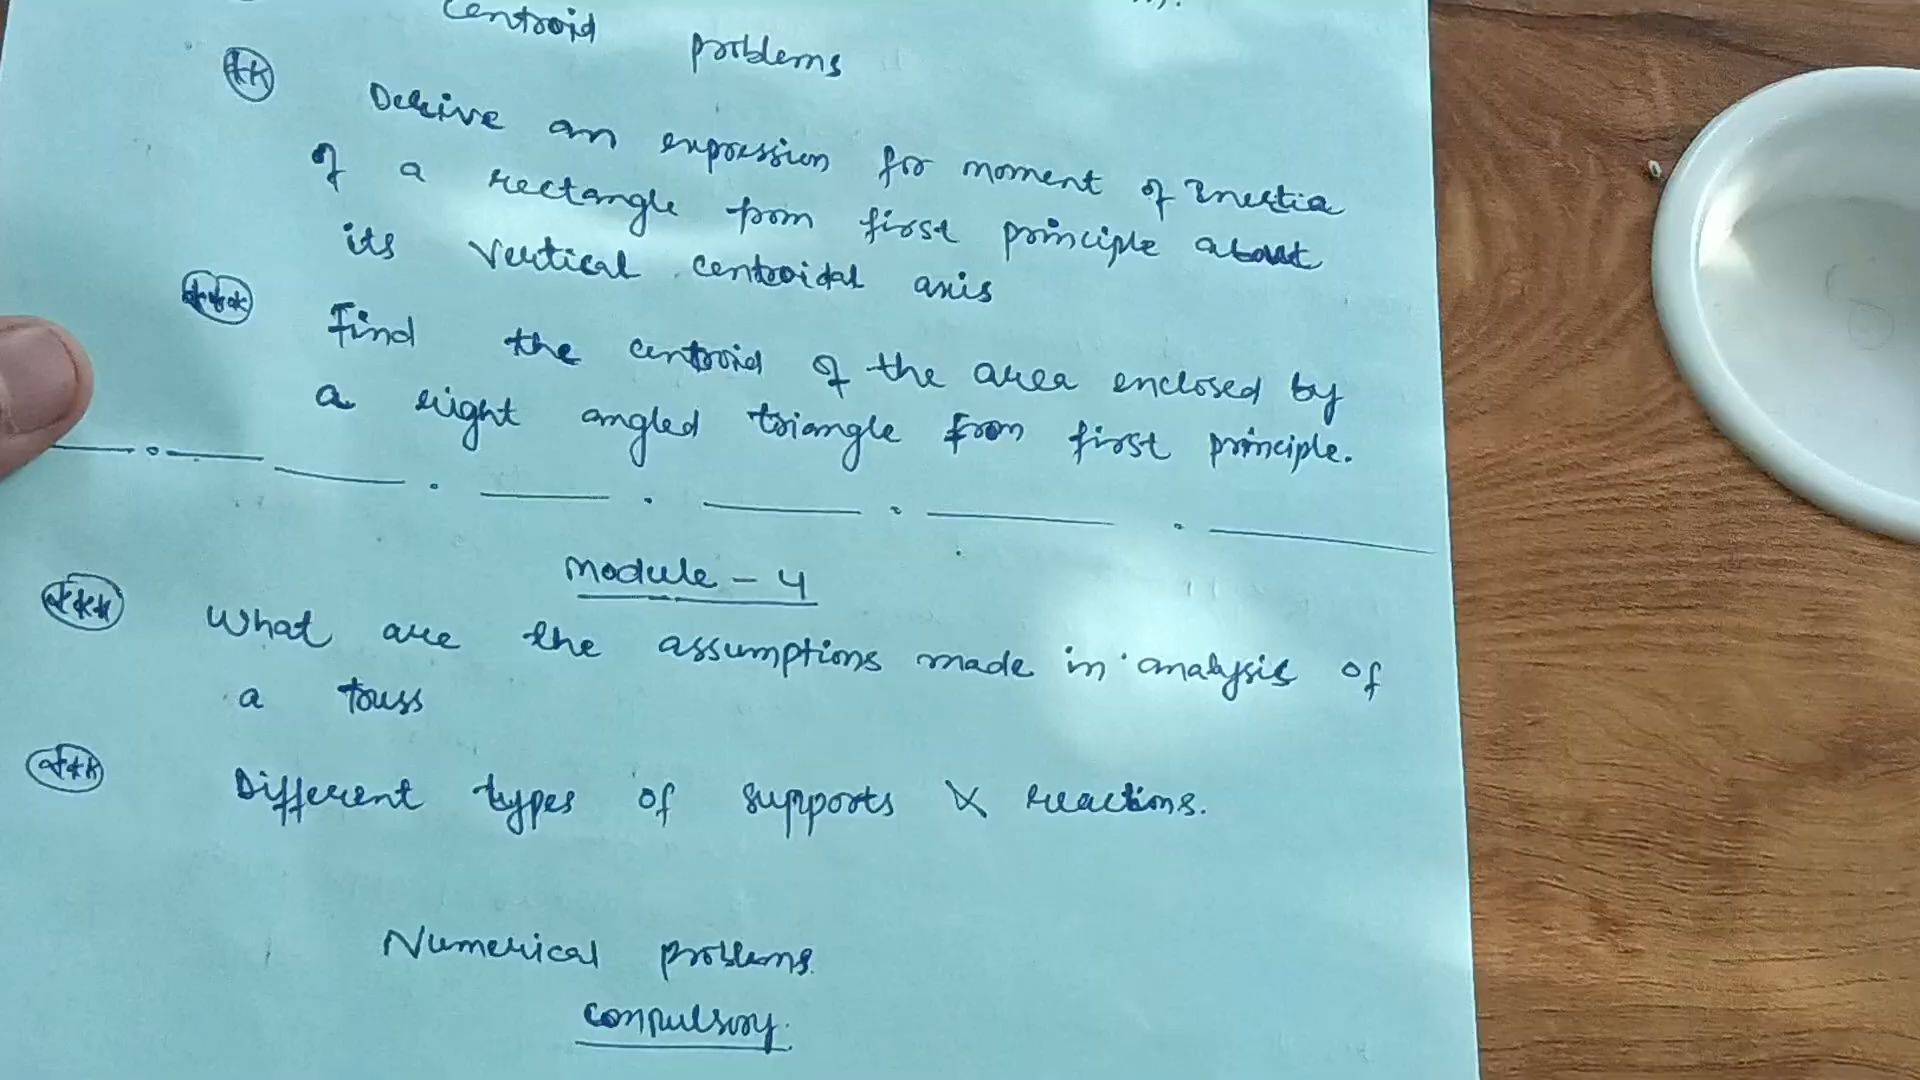 Centroid problems
** Derive an expression for moment of Inertia
of a rectangle from first principle about
its vertical centroidal axis
*** Find the centroid of the area enclosed by
a right angled triangle from first principle.
Module - 4
*** What are the assumptions made in analysis of
a truss
*** Different types of supports & reactions.
Numerical problems.
compulsory.